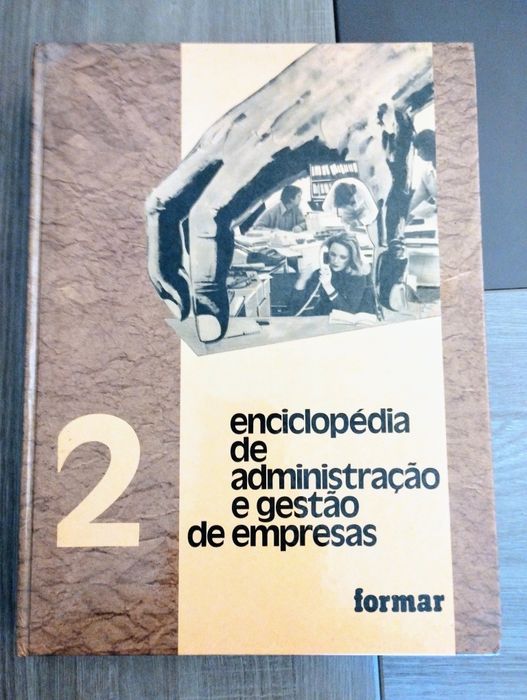 2
enciclopédia
de
administração
e gestão
de empresas
formar